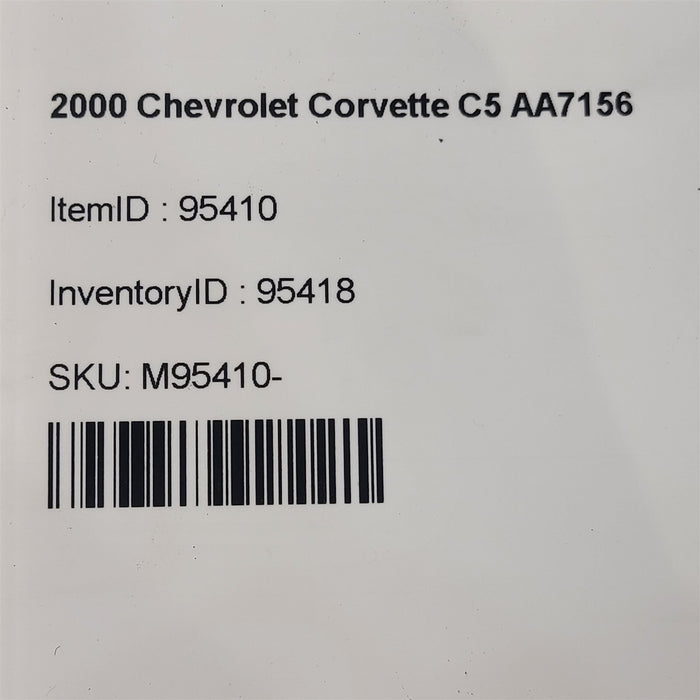 2000 Chevrolet Corvette C5 AA7156
ItemID : 95410
InventoryID : 95418
SKU: M95410-